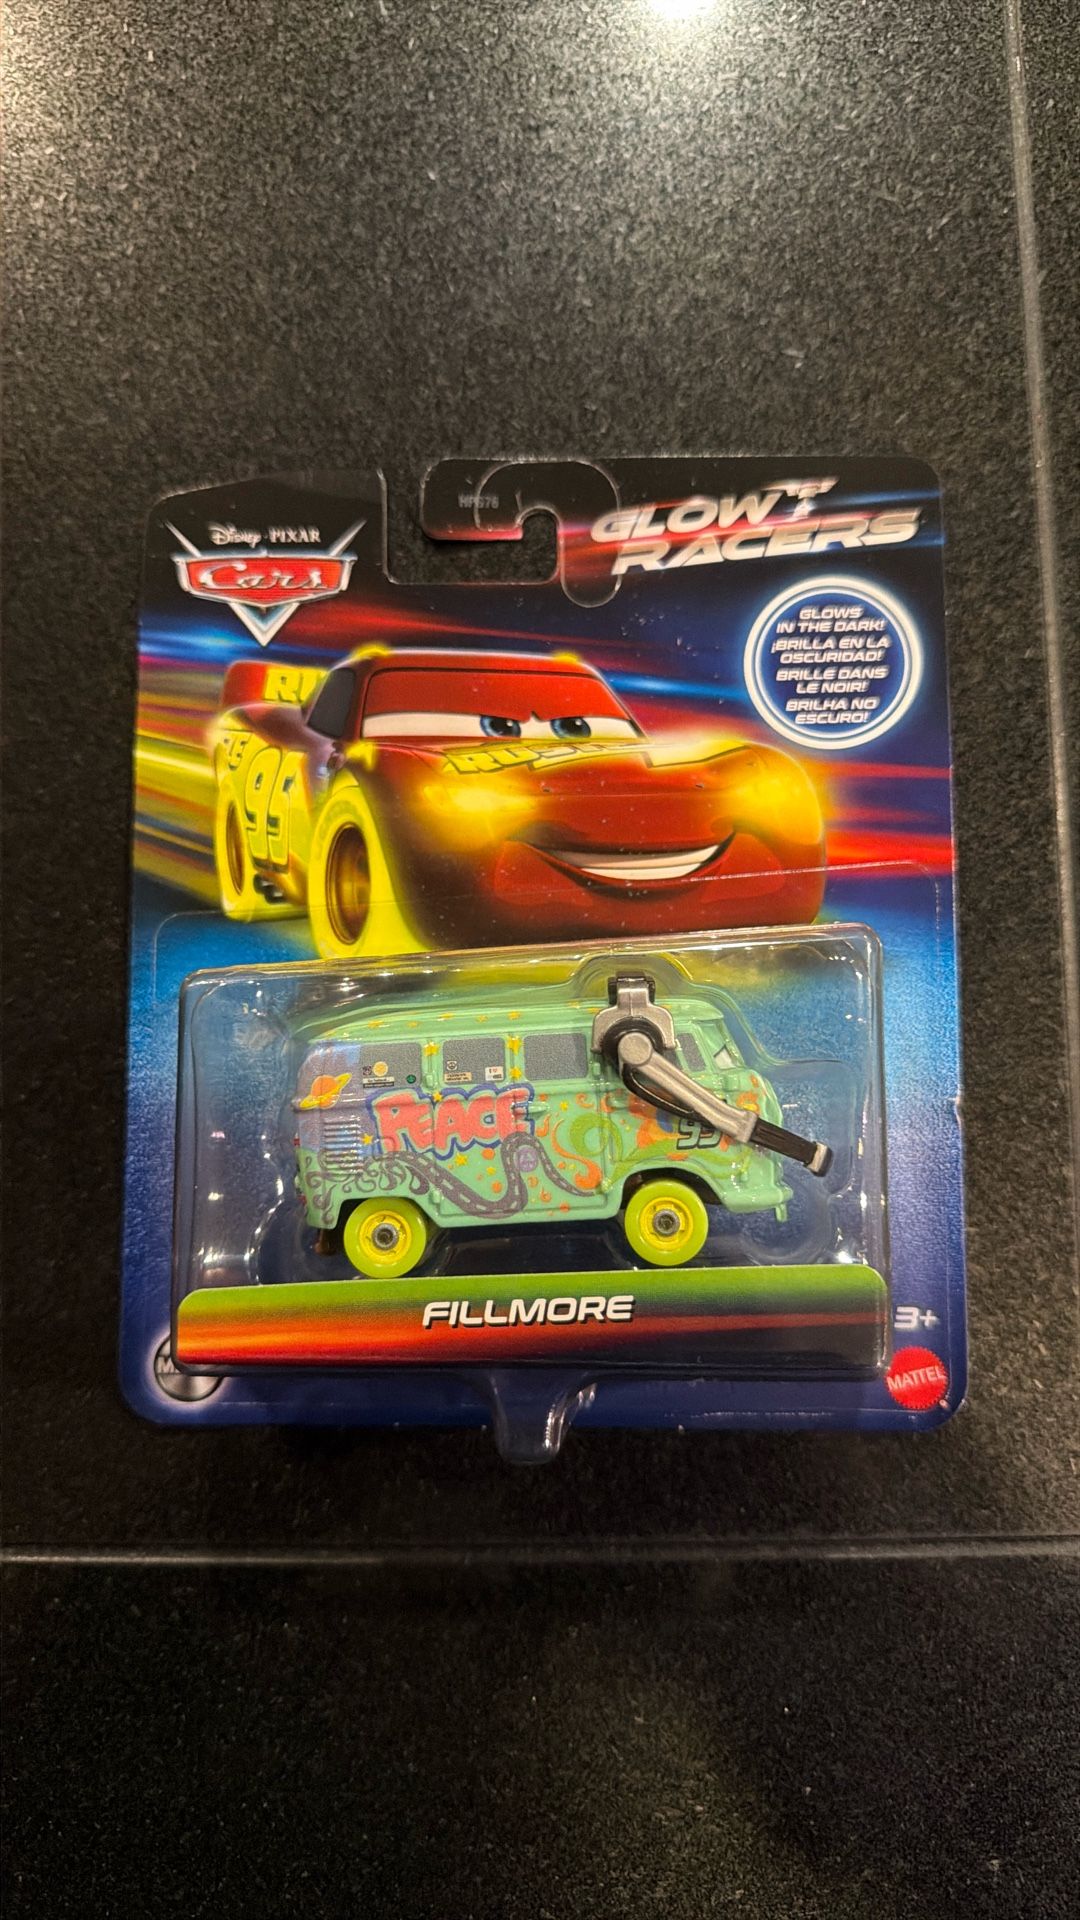 Disney · PIXAR
Cars
GLOW
RACERS
GLOWS
IN THE DARK!
¡BRILLA EN LA
OSCURIDAD!
BRILLE DANS
LE NOIR!
BRILHA NO
ESCURO!
95
PEACE
95
FILLMORE
3+
MATTEL